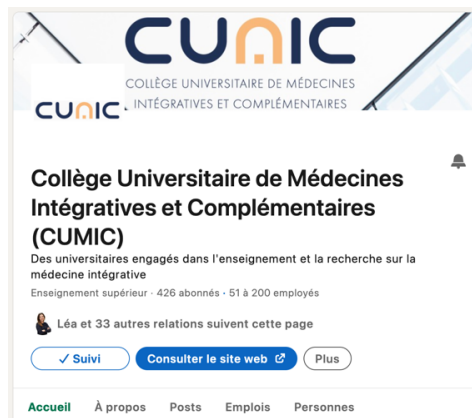 CUMIC
COLLÈGE UNIVERSITAIRE DE MÉDECINES
INTÉGRATIVES ET COMPLÉMENTAIRES
CUMIC
Collège Universitaire de Médecines
Intégratives et Complémentaires
(CUMIC)
Des universitaires engagés dans l'enseignement et la recherche sur la
médecine intégrative
Enseignement supérieur · 426 abonnés · 51 à 200 employés
Léa et 33 autres relations suivent cette page
✓ Suivi
Consulter le site web
Plus
Accueil À propos Posts Emplois Personnes